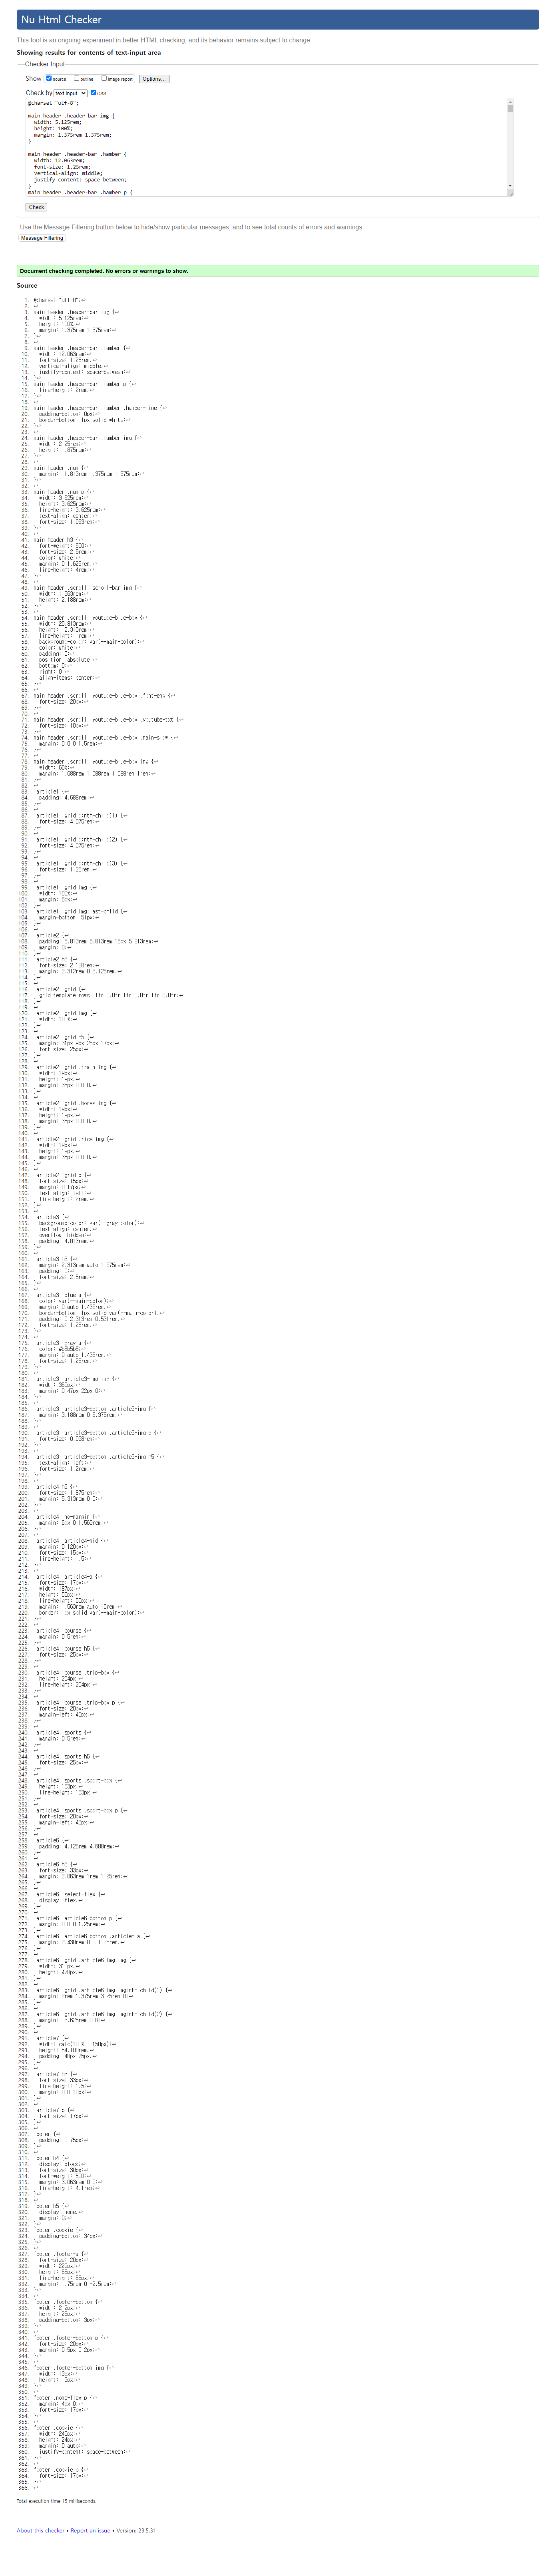 Nu Html Checker
This tool is an ongoing experiment in better HTML checking, and its behavior remains subject to change
Showing results for contents of text-input area
Checker Input
Show source outline image report Options...
Check by text input css
@charset "utf-8";
main header .header-bar img {
width: 5.125rem;
height: 100%;
margin: 1.375rem 1.375rem;
}
main header .header-bar .hamber {
width: 12.063rem;
font-size: 1.25rem;
vertical-align: middle;
justify-content: space-between;
}
main header .header-bar .hamber p {
Check
Use the Message Filtering button below to hide/show particular messages, and to see total counts of errors and warnings.
Message Filtering
Document checking completed. No errors or warnings to show.
Source
1. @charset "utf-8";↩
2. ↩
3. main header .header-bar img {↩
4. width: 5.125rem;↩
5. height: 100%;↩
6. margin: 1.375rem 1.375rem;↩
7. }↩
8. ↩
9. main header .header-bar .hamber {↩
10. width: 12.063rem;↩
11. font-size: 1.25rem;↩
12. vertical-align: middle;↩
13. justify-content: space-between;↩
14. }↩
15. main header .header-bar .hamber p {↩
16. line-height: 2rem;↩
17. }↩
18. ↩
19. main header .header-bar .hamber .hamber-line {↩
20. padding-bottom: 0px;↩
21. border-bottom: 1px solid white;↩
22. }↩
23. ↩
24. main header .header-bar .hamber img {↩
25. width: 2.25rem;↩
26. height: 1.875rem;↩
27. }↩
28. ↩
29. main header .num {↩
30. margin: 11.813rem 1.375rem 1.375rem;↩
31. }↩
32. ↩
33. main header .num p {↩
34. width: 3.625rem;↩
35. height: 3.625rem;↩
36. line-height: 3.625rem;↩
37. text-align: center;↩
38. font-size: 1.063rem;↩
39. }↩
40. ↩
41. main header h3 {↩
42. font-weight: 500;↩
43. font-size: 2.5rem;↩
44. color: white;↩
45. margin: 0 1.625rem;↩
46. line-height: 4rem;↩
47. }↩
48. ↩
49. main header .scroll .scroll-bar img {↩
50. width: 1.563rem;↩
51. height: 2.188rem;↩
52. }↩
53. ↩
54. main header .scroll .youtube-blue-box {↩
55. width: 25.813rem;↩
56. height: 12.313rem;↩
57. line-height: 1rem;↩
58. background-color: var(--main-color);↩
59. color: white;↩
60. padding: 0;↩
61. position: absolute;↩
62. bottom: 0;↩
63. right: 0;↩
64. align-items: center;↩
65. }↩
66. ↩
67. main header .scroll .youtube-blue-box .font-eng {↩
68. font-size: 20px;↩
69. }↩
70. ↩
71. main header .scroll .youtube-blue-box .youtube-txt {↩
72. font-size: 10px;↩
73. }↩
74. main header .scroll .youtube-blue-box .main-slow {↩
75. margin: 0 0 0 1.5rem;↩
76. }↩
77. ↩
78. main header .scroll .youtube-blue-box img {↩
79. width: 60%;↩
80. margin: 1.688rem 1.688rem 1.688rem 1rem;↩
81. }↩
82. ↩
83. .article1 {↩
84. padding: 4.688rem;↩
85. }↩
86. ↩
87. .article1 .grid p:nth-child(1) {↩
88. font-size: 4.375rem;↩
89. }↩
90. ↩
91. .article1 .grid p:nth-child(2) {↩
92. font-size: 4.375rem;↩
93. }↩
94. ↩
95. .article1 .grid p:nth-child(3) {↩
96. font-size: 1.25rem;↩
97. }↩
98. ↩
99. .article1 .grid img {↩
100. width: 100%;↩
101. margin: 6px;↩
102. }↩
103. .article1 .grid img:last-child {↩
104. margin-bottom: 51px;↩
105. }↩
106. ↩
107. .article2 {↩
108. padding: 5.813rem 5.813rem 16px 5.813rem;↩
109. margin: 0;↩
110. }↩
111. .article2 h3 {↩
112. font-size: 2.188rem;↩
113. margin: 2.312rem 0 3.125rem;↩
114. }↩
115. ↩
116. .article2 .grid {↩
117. grid-template-rows: 1fr 0.8fr 1fr 0.8fr 1fr 0.8fr;↩
118. }↩
119. ↩
120. .article2 .grid img {↩
121. width: 100%;↩
122. }↩
123. ↩
124. .article2 .grid h5 {↩
125. margin: 31px 9px 25px 17px;↩
126. font-size: 25px;↩
127. }↩
128. ↩
129. .article2 .grid .train img {↩
130. width: 19px;↩
131. height: 19px;↩
132. margin: 35px 0 0 0;↩
133. }↩
134. ↩
135. .article2 .grid .hores img {↩
136. width: 19px;↩
137. height: 19px;↩
138. margin: 35px 0 0 0;↩
139. }↩
140. ↩
141. .article2 .grid .rice img {↩
142. width: 19px;↩
143. height: 19px;↩
144. margin: 35px 0 0 0;↩
145. }↩
146. ↩
147. .article2 .grid p {↩
148. font-size: 15px;↩
149. margin: 0 17px;↩
150. text-align: left;↩
151. line-height: 2rem;↩
152. }↩
153. ↩
154. .article3 {↩
155. background-color: var(--gray-color);↩
156. text-align: center;↩
157. overflow: hidden;↩
158. padding: 4.813rem;↩
159. }↩
160. ↩
161. .article3 h3 {↩
162. margin: 2.313rem auto 1.875rem;↩
163. padding: 0;↩
164. font-size: 2.5rem;↩
165. }↩
166. ↩
167. .article3 .blue a {↩
168. color: var(--main-color);↩
169. margin: 0 auto 1.438rem;↩
170. border-bottom: 1px solid var(--main-color);↩
171. padding: 0 2.313rem 0.531rem;↩
172. font-size: 1.25rem;↩
173. }↩
174. ↩
175. .article3 .gray a {↩
176. color: #b5b5b5;↩
177. margin: 0 auto 1.438rem;↩
178. font-size: 1.25rem;↩
179. }↩
180. ↩
181. .article3 .article3-img img {↩
182. width: 369px;↩
183. margin: 0 47px 22px 0;↩
184. }↩
185. ↩
186. .article3 .article3-bottom .article3-img {↩
187. margin: 3.188rem 0 6.375rem;↩
188. }↩
189. ↩
190. .article3 .article3-bottom .article3-img p {↩
191. font-size: 0.938rem;↩
192. }↩
193. ↩
194. .article3 .article3-bottom .article3-img h5 {↩
195. text-align: left;↩
196. font-size: 1.2rem;↩
197. }↩
198. ↩
199. .article4 h3 {↩
200. font-size: 1.875rem;↩
201. margin: 5.313rem 0 0;↩
202. }↩
203. ↩
204. .article4 .no-margin {↩
205. margin: 6px 0 1.563rem;↩
206. }↩
207. ↩
208. .article4 .article4-mid {↩
209. margin: 0 120px;↩
210. font-size: 15px;↩
211. line-height: 1.5;↩
212. }↩
213. ↩
214. .article4 .article4-a {↩
215. font-size: 17px;↩
216. width: 187px;↩
217. height: 53px;↩
218. line-height: 53px;↩
219. margin: 1.563rem auto 10rem;↩
220. border: 1px solid var(--main-color);↩
221. }↩
222. ↩
223. .article4 .course {↩
224. margin: 0 5rem;↩
225. }↩
226. .article4 .course h5 {↩
227. font-size: 25px;↩
228. }↩
229. ↩
230. .article4 .course .trip-box {↩
231. height: 234px;↩
232. line-height: 234px;↩
233. }↩
234. ↩
235. .article4 .course .trip-box p {↩
236. font-size: 20px;↩
237. margin-left: 43px;↩
238. }↩
239. ↩
240. .article4 .sports {↩
241. margin: 0 5rem;↩
242. }↩
243. ↩
244. .article4 .sports h5 {↩
245. font-size: 25px;↩
246. }↩
247. ↩
248. .article4 .sports .sport-box {↩
249. height: 153px;↩
250. line-height: 153px;↩
251. }↩
252. ↩
253. .article4 .sports .sport-box p {↩
254. font-size: 20px;↩
255. margin-left: 43px;↩
256. }↩
257. ↩
258. .article6 {↩
259. padding: 4.125rem 4.688rem;↩
260. }↩
261. ↩
262. .article6 h3 {↩
263. font-size: 33px;↩
264. margin: 2.063rem 1rem 1.25rem;↩
265. }↩
266. ↩
267. .article6 .select-flex {↩
268. display: flex;↩
269. }↩
270. ↩
271. .article6 .article6-bottom p {↩
272. margin: 0 0 0 1.25rem;↩
273. }↩
274. .article6 .article6-bottom .article6-a {↩
275. margin: 2.438rem 0 0 1.25rem;↩
276. }↩
277. ↩
278. .article6 .grid .article6-img img {↩
279. width: 310px;↩
280. height: 470px;↩
281. }↩
282. ↩
283. .article6 .grid .article6-img img:nth-child(1) {↩
284. margin: 2rem 1.375rem 3.25rem 0;↩
285. }↩
286. ↩
287. .article6 .grid .article6-img img:nth-child(2) {↩
288. margin: -3.625rem 0 0;↩
289. }↩
290. ↩
291. .article7 {↩
292. width: calc(100% - 150px);↩
293. height: 54.188rem;↩
294. padding: 40px 75px;↩
295. }↩
296. ↩
297. .article7 h3 {↩
298. font-size: 33px;↩
299. line-height: 1.5;↩
300. margin: 0 0 18px;↩
301. }↩
302. ↩
303. .article7 p {↩
304. font-size: 17px;↩
305. }↩
306. ↩
307. footer {↩
308. padding: 0 75px;↩
309. }↩
310. ↩
311. footer h4 {↩
312. display: block;↩
313. font-size: 30px;↩
314. font-weight: 500;↩
315. margin: 3.063rem 0 0;↩
316. line-height: 4.1rem;↩
317. }↩
318. ↩
319. footer h5 {↩
320. display: none;↩
321. margin: 0;↩
322. }↩
323. footer .cookie {↩
324. padding-bottom: 34px;↩
325. }↩
326. ↩
327. footer .footer-a {↩
328. font-size: 20px;↩
329. width: 229px;↩
330. height: 65px;↩
331. line-height: 65px;↩
332. margin: 1.75rem 0 -2.5rem;↩
333. }↩
334. ↩
335. footer .footer-bottom {↩
336. width: 212px;↩
337. height: 25px;↩
338. padding-bottom: 3px;↩
339. }↩
340. ↩
341. footer .footer-bottom p {↩
342. font-size: 20px;↩
343. margin: 0 5px 0 2px;↩
344. }↩
345. ↩
346. footer .footer-bottom img {↩
347. width: 13px;↩
348. height: 13px;↩
349. }↩
350. ↩
351. footer .none-flex p {↩
352. margin: 4px 0;↩
353. font-size: 17px;↩
354. }↩
355. ↩
356. footer .cookie {↩
357. width: 240px;↩
358. height: 24px;↩
359. margin: 0 auto;↩
360. justify-content: space-between;↩
361. }↩
362. ↩
363. footer .cookie p {↩
364. font-size: 17px;↩
365. }↩
366. ↩
Total execution time 15 milliseconds.
About this checker • Report an issue • Version: 23.5.31